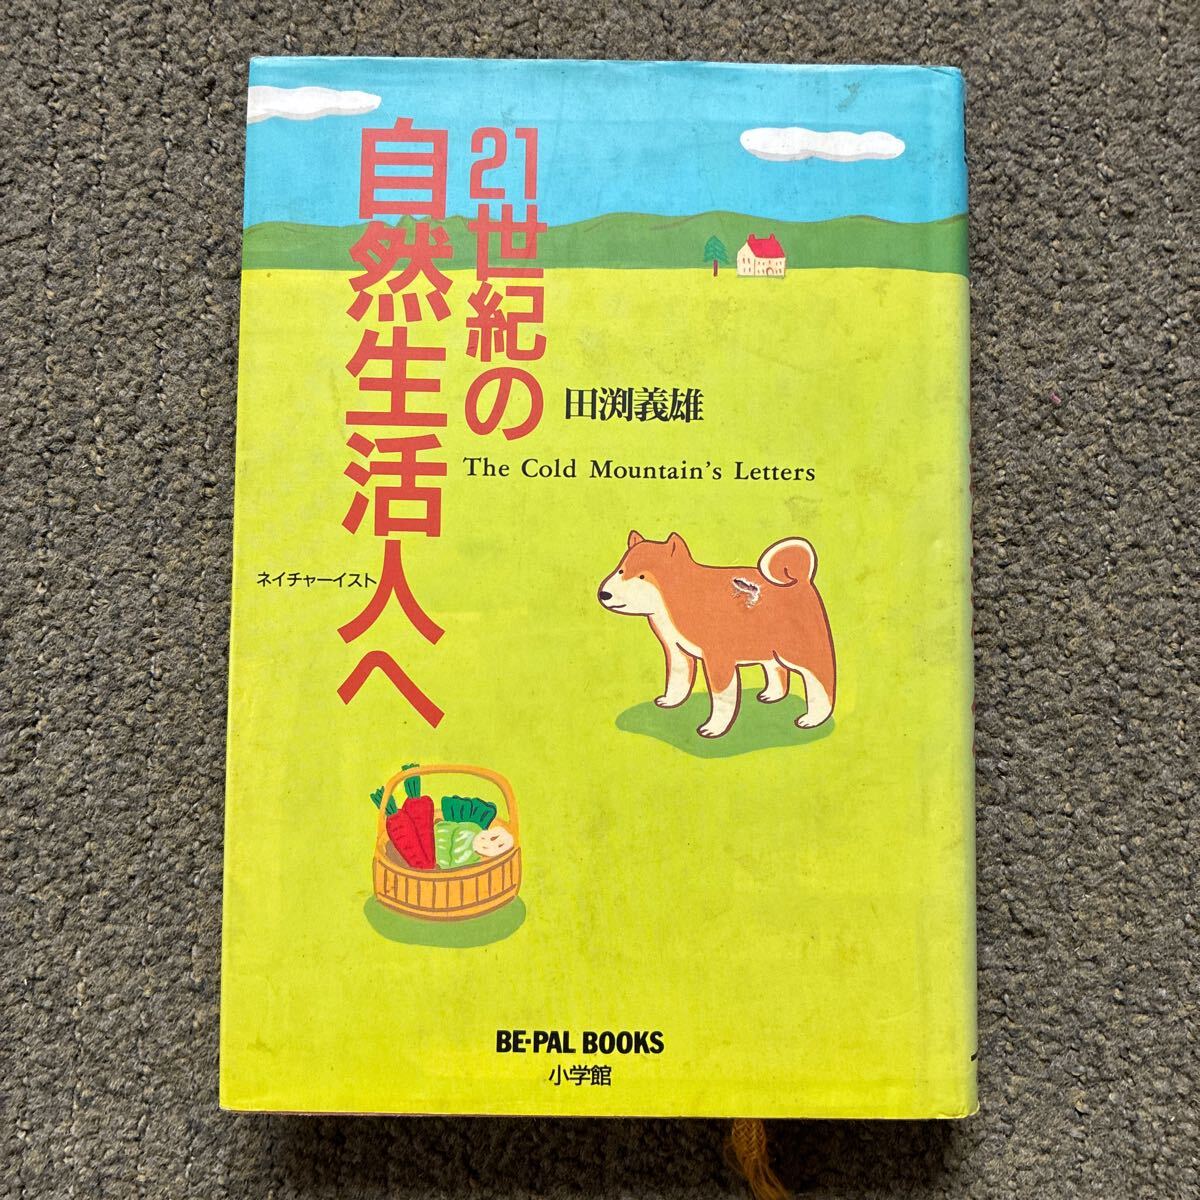 21世紀の
自然生活人へ
ネイチャーイスト
田渕義雄
The Cold Mountain's Letters
BE-PAL BOOKS
小学館